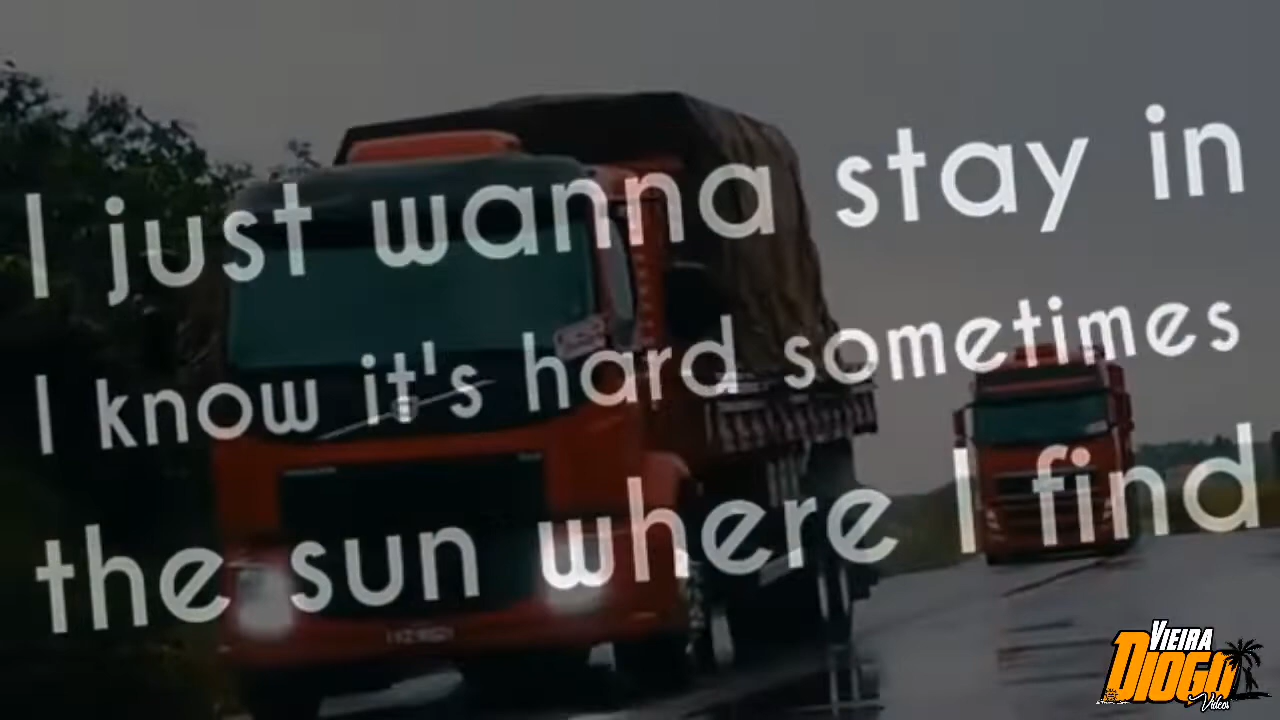 I just wanna stay in
I know it's hard sometimes
the sun where I find
VIEIRA
DIOGO
Videos